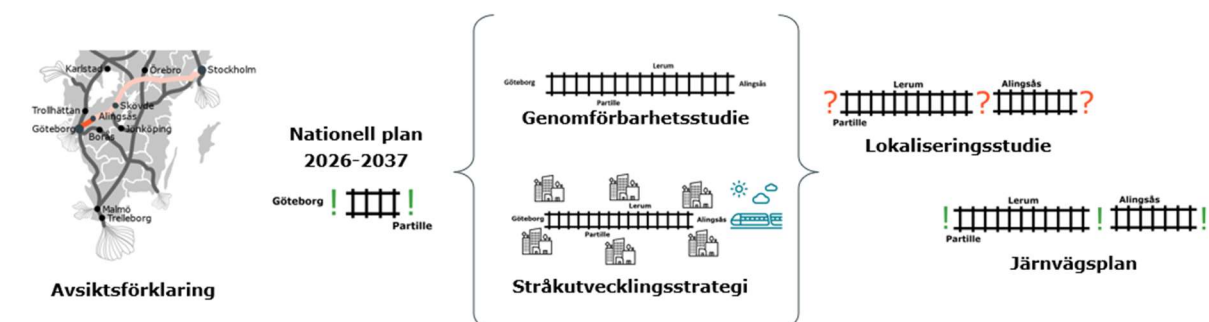 Karlstad
Örebro
Stockholm
Trollhättan
Skövde
Alingsås
Göteborg
Borås
Jönköping
Malmö
Trelleborg
Avsiktsförklaring
Nationell plan
2026-2037
Göteborg ! !
Partille
Lerum
Göteborg
Alingsås
Partille
Genomförbarhetsstudie
Lerum
Göteborg
Alingsås
Partille
Stråkutvecklingsstrategi
Lerum
Alingsås
? ? ?
Partille
Lokaliseringsstudie
Lerum
Alingsås
! ! !
Partille
Järnvägsplan